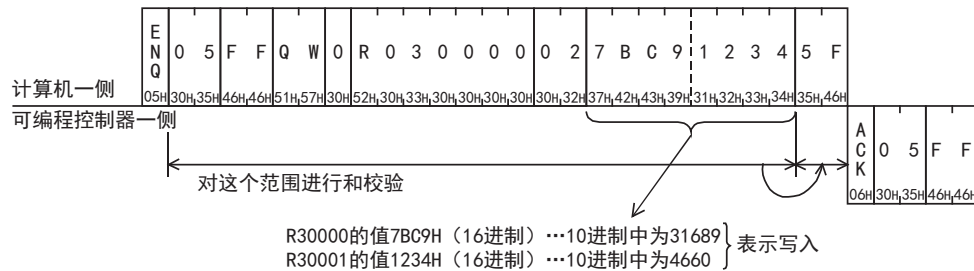 ENQ 0 5 F F Q W 0 R 0 3 0 0 0 0 0 2 7 B C 9 1 2 3 4 5 F
计算机一侧
05H 30H 35H 46H 46H 51H 57H 30H 52H 30H 33H 30H 30H 30H 30H 30H 32H 37H 42H 43H 39H 31H 32H 33H 34H 35H 46H
可编程控制器一侧
ACK 0 5 F F
06H 30H 35H 46H 46H
对这个范围进行和校验
R30000的值7BC9H（16进制）…10进制中为31689
R30001的值1234H（16进制）…10进制中为4660
表示写入